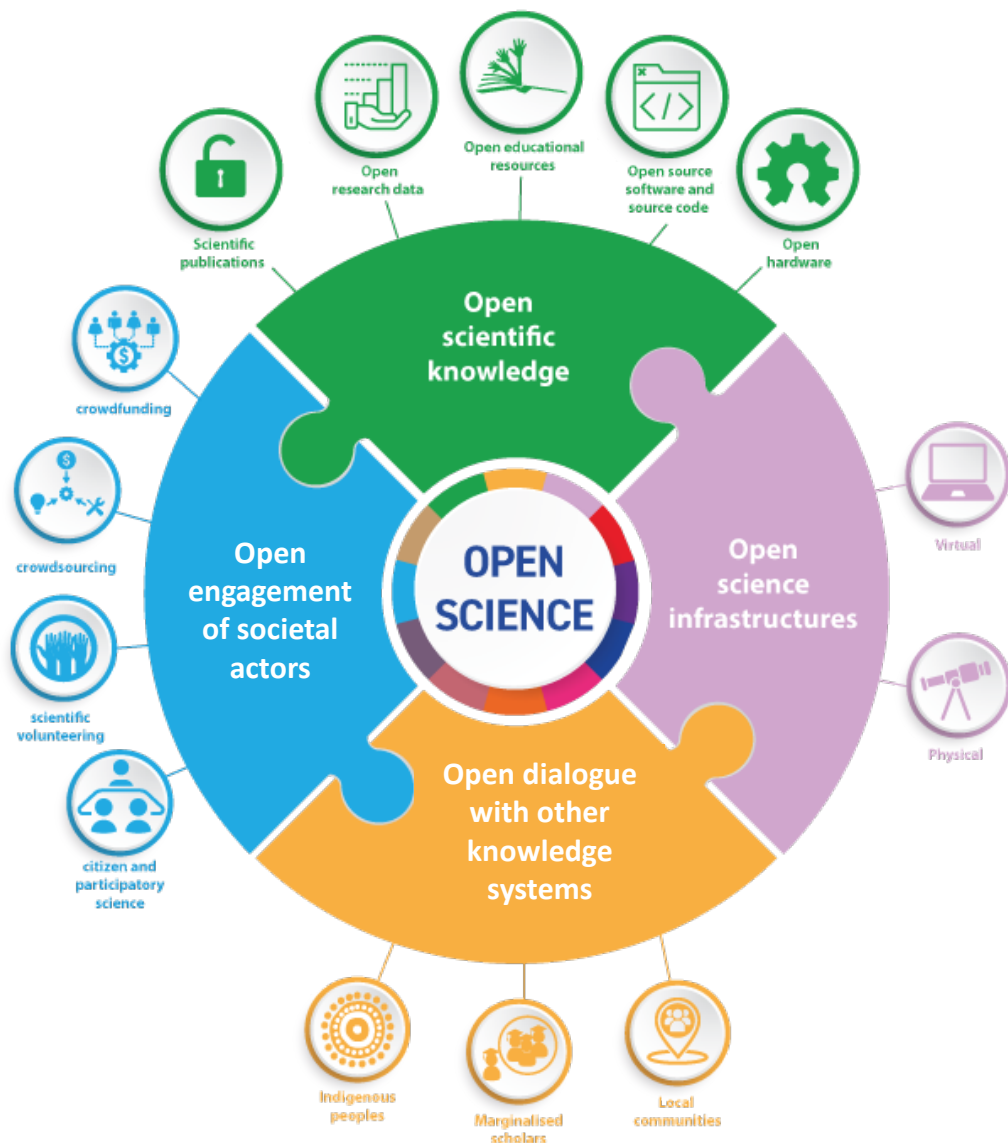 Open educational
resources
Open
research data
Open source
software and
source code
Scientific
publications
Open
hardware
Open
scientific
knowledge
crowdfunding
crowdsourcing
scientific
volunteering
citizen and
participatory
science
Open
engagement
of societal
actors
OPEN
SCIENCE
Open
science
infrastructures
Virtual
Physical
Open dialogue
with other
knowledge
systems
Indigenous
peoples
Marginalised
scholars
Local
communities